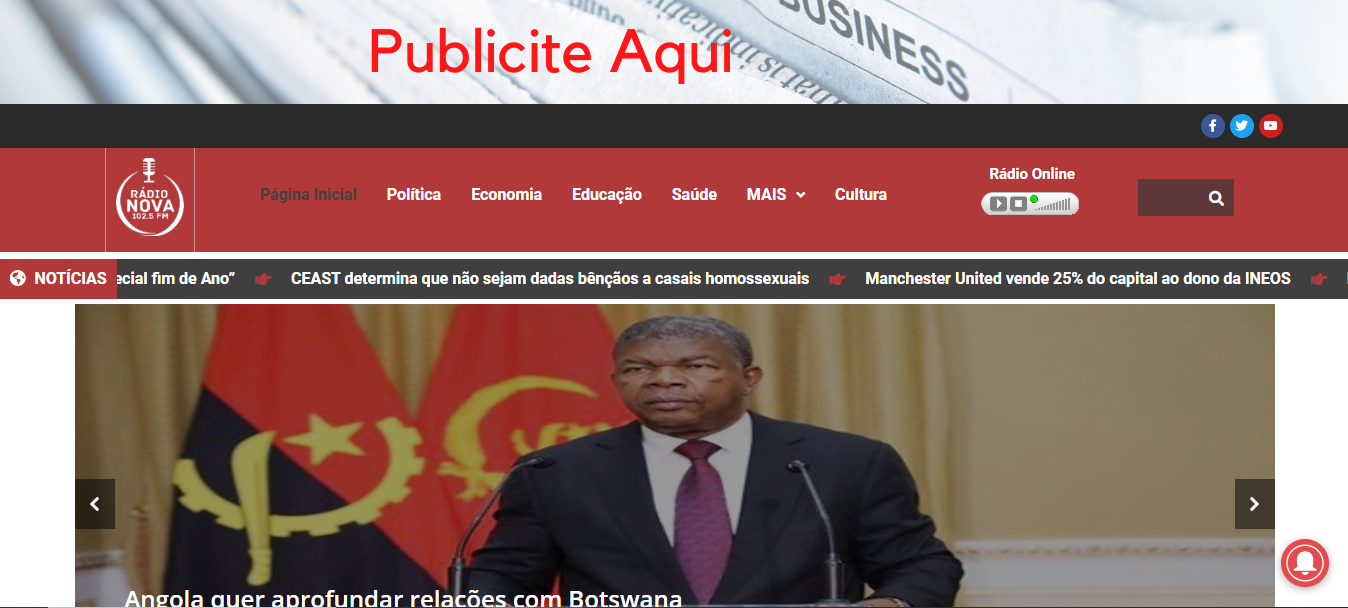 BUSINESS
Publicite Aqui
RÁDIO
NOVA
102.5 FM
Página Inicial Política Economia Educação Saúde MAIS Cultura
Rádio Online
NOTÍCIAS ecial fim de Ano” CEAST determina que não sejam dadas bênçãos a casais homossexuais Manchester United vende 25% do capital ao dono da INEOS
Angola quer aprofundar relações com Botswana